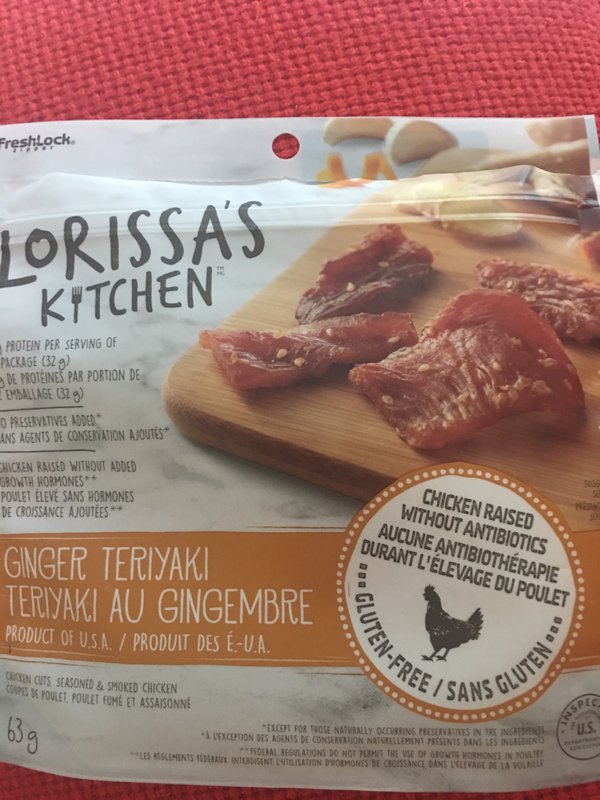 FreshLock®
ZIPPER
LORISSA'S
KITCHEN™
MC
PROTEIN PER SERVING OF
PACKAGE (32 g)
DE PROTÉINES PAR PORTION DE
EMBALLAGE (32 g)
PRESERVATIVES ADDED*
AGENTS DE CONSERVATION AJOUTÉS*
CHICKEN RAISED WITHOUT ADDED
GROWTH HORMONES**
POULET ÉLEVÉ SANS HORMONES
DE CROISSANCE AJOUTÉES**
CHICKEN RAISED
WITHOUT ANTIBIOTICS
AUCUNE ANTIBIOTHÉRAPIE
DURANT L'ÉLEVAGE DU POULET
GLUTEN-FREE / SANS GLUTEN
GINGER TERIYAKI
TERIYAKI AU GINGEMBRE
PRODUCT OF U.S.A. / PRODUIT DES É.-U.A.
CHICKEN CUTS, SEASONED & SMOKED CHICKEN
COUPES DE POULET, POULET FUMÉ ET ASSAISONNÉ
63 g
*EXCEPT FOR THOSE NATURALLY OCCURRING PRESERVATIVES IN THE INGREDIENTS
*À L'EXCEPTION DES AGENTS DE CONSERVATION NATURELLEMENT PRÉSENTS DANS LES INGRÉDIENTS
**FEDERAL REGULATIONS DO NOT PERMIT THE USE OF GROWTH HORMONES IN POULTRY
**LES RÈGLEMENTS FÉDÉRAUX INTERDISENT L'UTILISATION D'HORMONES DE CROISSANCE DANS L'ÉLEVAGE DE LA VOLAILLE
U.S.